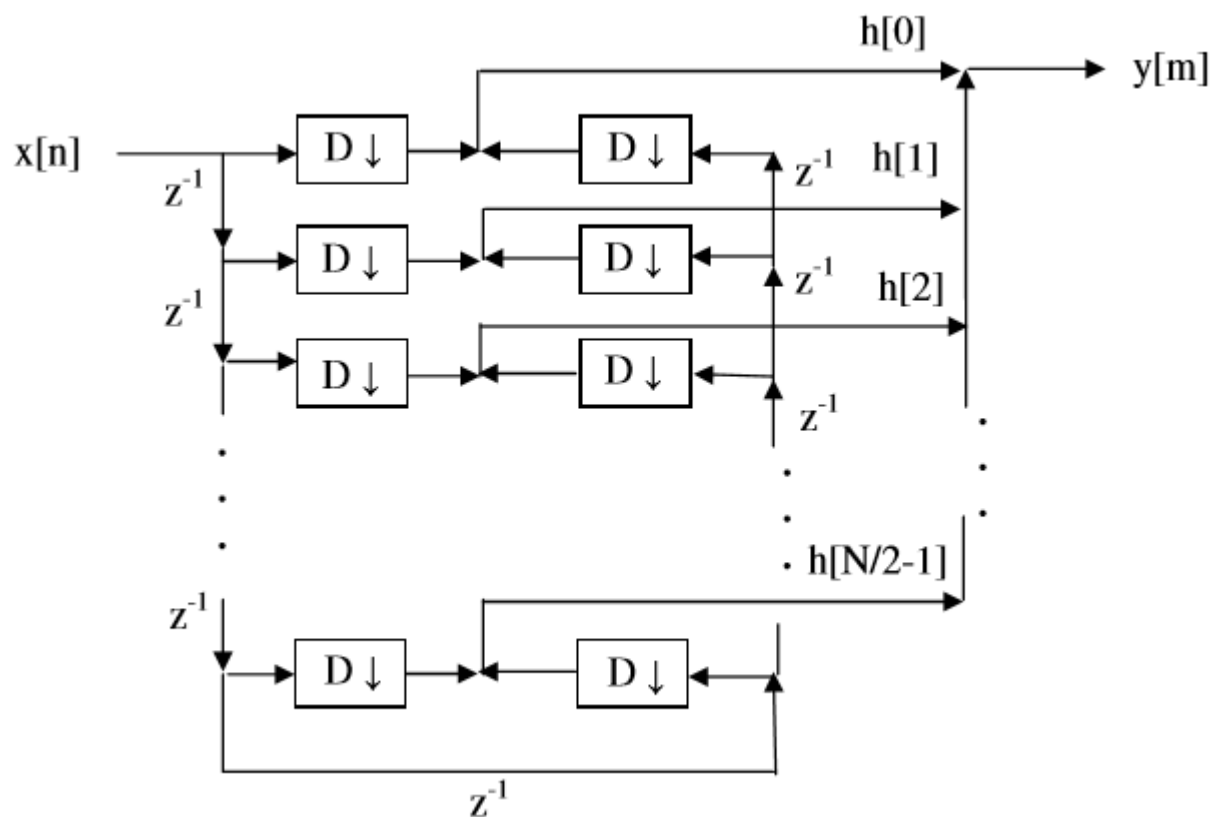 h[0]
y[m]
x[n]
D ↓
D ↓
z⁻¹
z⁻¹
h[1]
D ↓
D ↓
z⁻¹
z⁻¹
h[2]
D ↓
D ↓
z⁻¹
h[N/2-1]
z⁻¹
D ↓
D ↓
z⁻¹